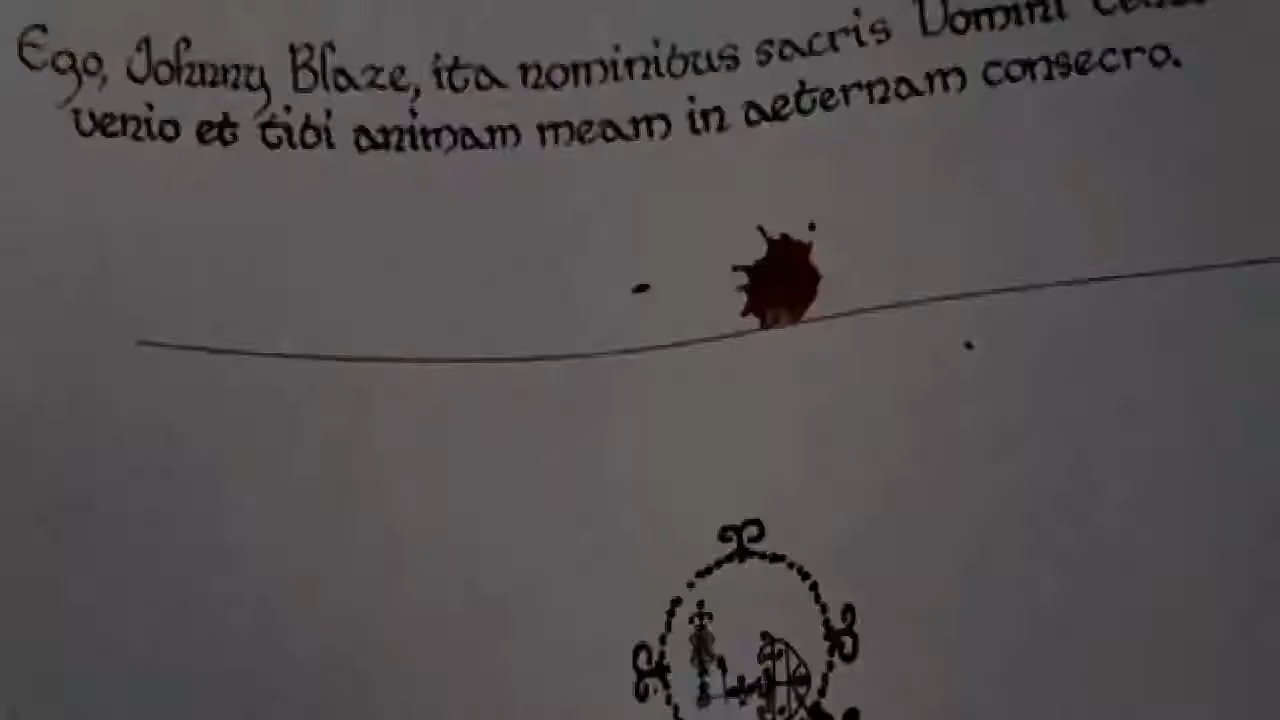 Ego, Johnny Blaze, ita nominibus sacris Domini
venio et tibi animam meam in aeternam consecro.